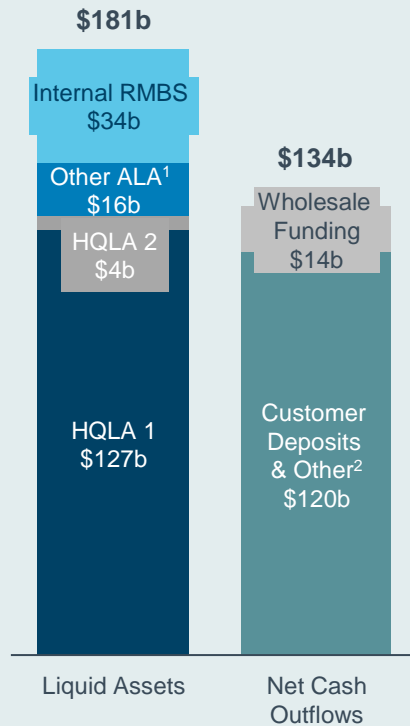 $181b
Internal RMBS
$34b
Other ALA¹
$16b
HQLA 2
$4b
HQLA 1
$127b
Liquid Assets
$134b
Wholesale
Funding
$14b
Customer
Deposits
& Other²
$120b
Net Cash
Outflows